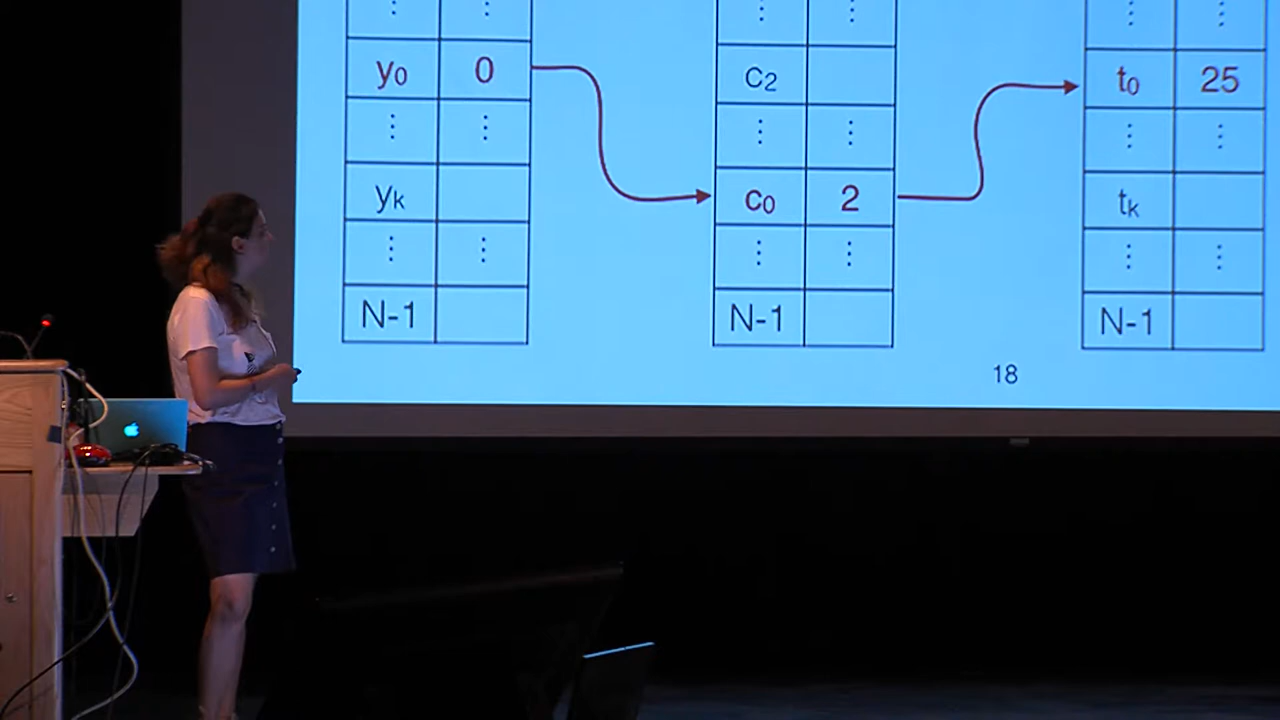 ⋮ ⋮ ⋮ ⋮ ⋮ ⋮
y0 0 c2 t0 25
⋮ ⋮ ⋮ ⋮ ⋮ ⋮
yk c0 2 tk
⋮ ⋮ ⋮ ⋮ ⋮ ⋮
N-1 N-1 N-1
18